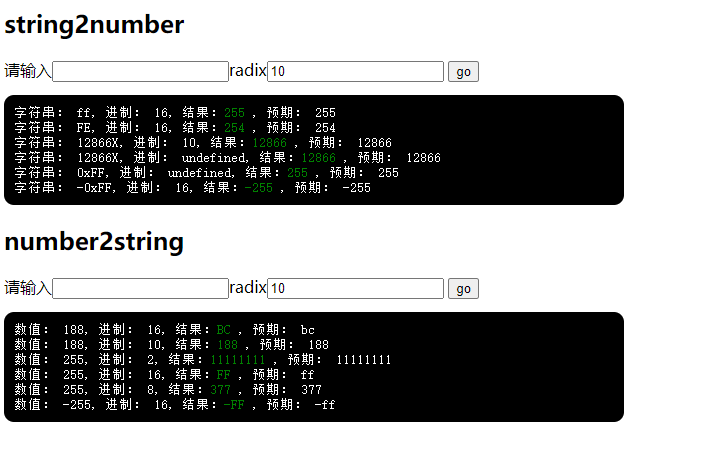 string2number
请输入 radix 10 go
字符串： ff, 进制： 16, 结果：255 , 预期： 255
字符串： FE, 进制： 16, 结果：254 , 预期： 254
字符串： 12866X, 进制： 10, 结果：12866 , 预期： 12866
字符串： 12866X, 进制： undefined, 结果：12866 , 预期： 12866
字符串： 0xFF, 进制： undefined, 结果：255 , 预期： 255
字符串： -0xFF, 进制： 16, 结果：-255 , 预期： -255
number2string
请输入 radix 10 go
数值： 188, 进制： 16, 结果：BC , 预期： bc
数值： 188, 进制： 10, 结果：188 , 预期： 188
数值： 255, 进制： 2, 结果：11111111 , 预期： 11111111
数值： 255, 进制： 16, 结果：FF , 预期： ff
数值： 255, 进制： 8, 结果：377 , 预期： 377
数值： -255, 进制： 16, 结果：-FF , 预期： -ff